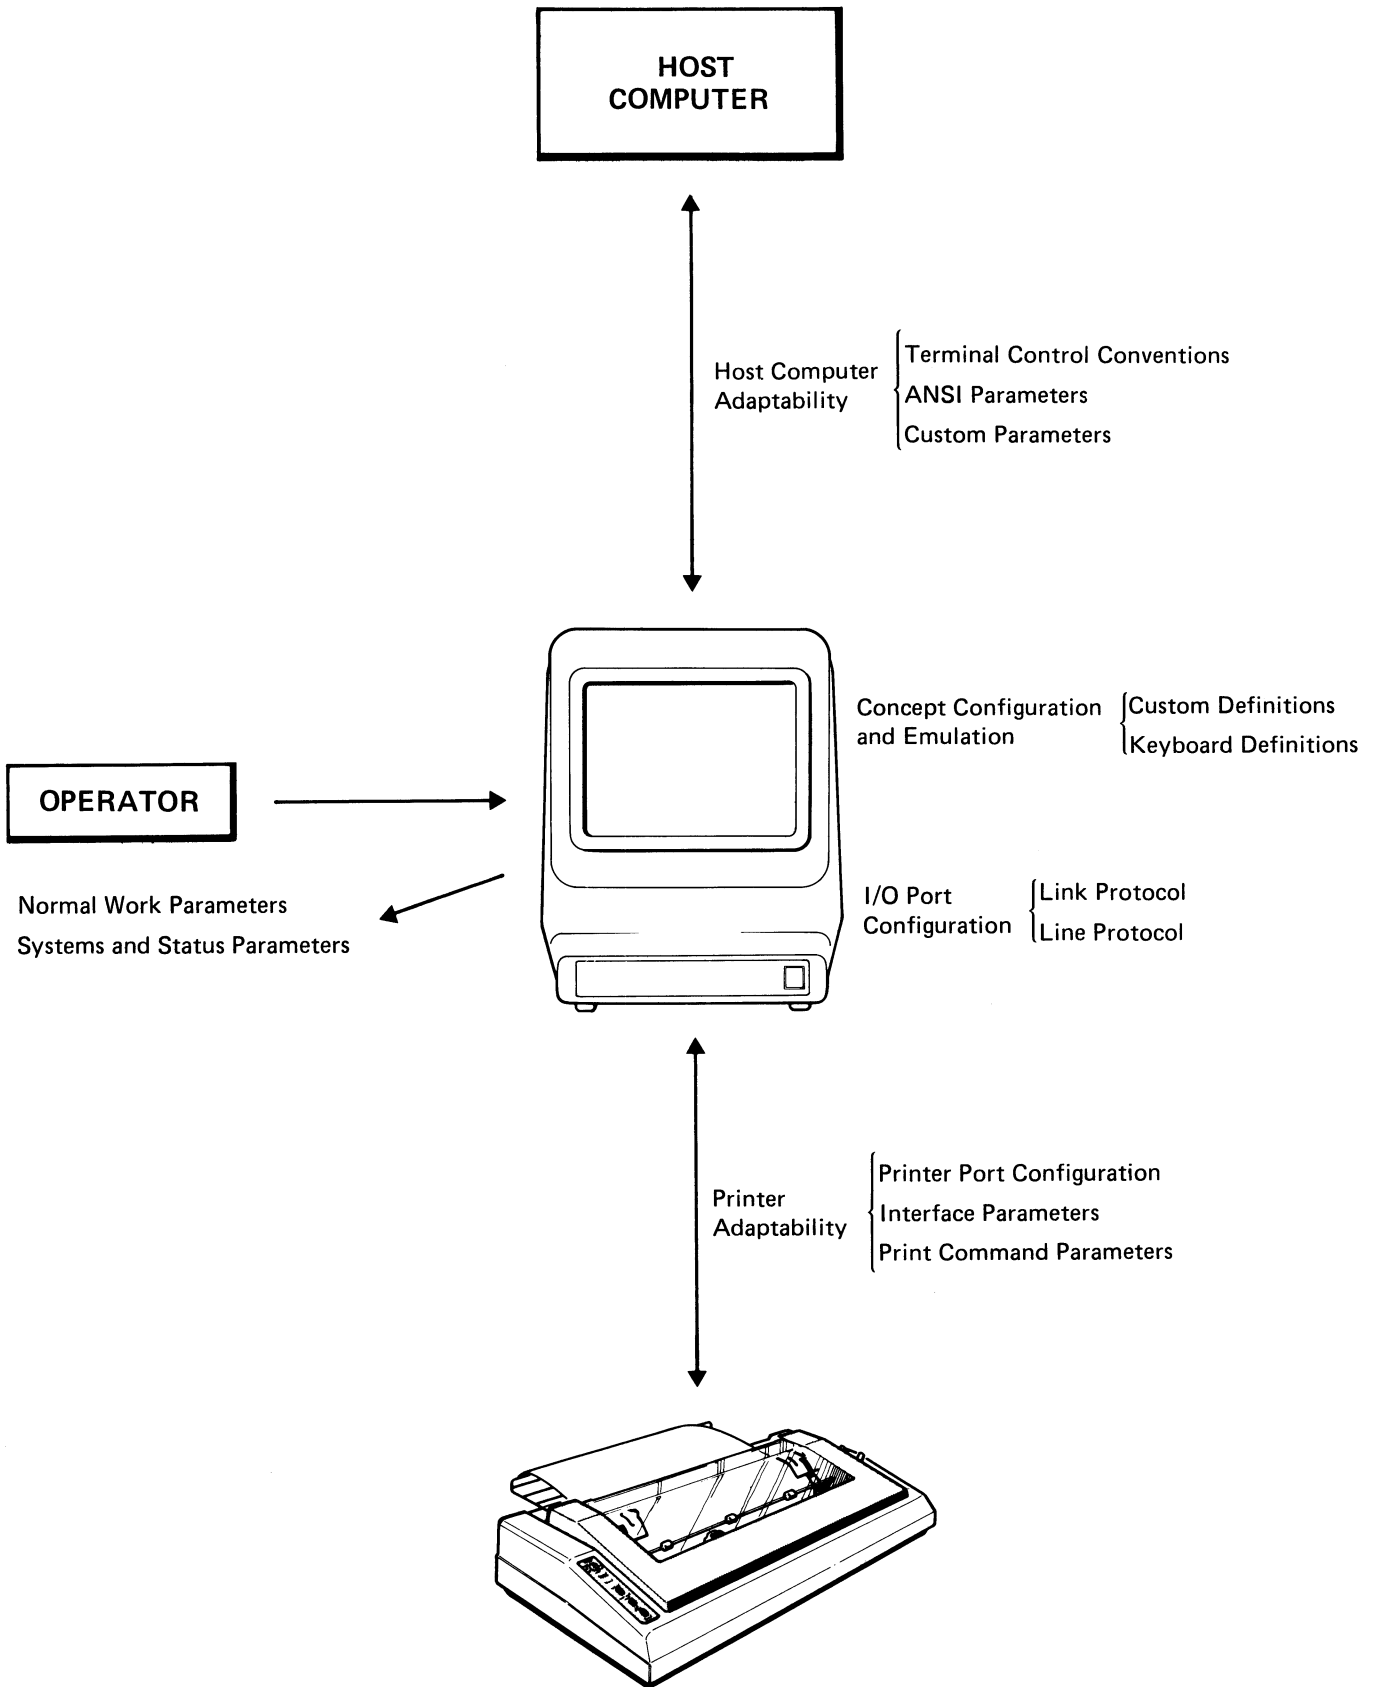 HOST
COMPUTER
Host Computer
Adaptability
Terminal Control Conventions
ANSI Parameters
Custom Parameters
Concept Configuration
and Emulation
Custom Definitions
Keyboard Definitions
OPERATOR
Normal Work Parameters
Systems and Status Parameters
I/O Port
Configuration
Link Protocol
Line Protocol
Printer
Adaptability
Printer Port Configuration
Interface Parameters
Print Command Parameters